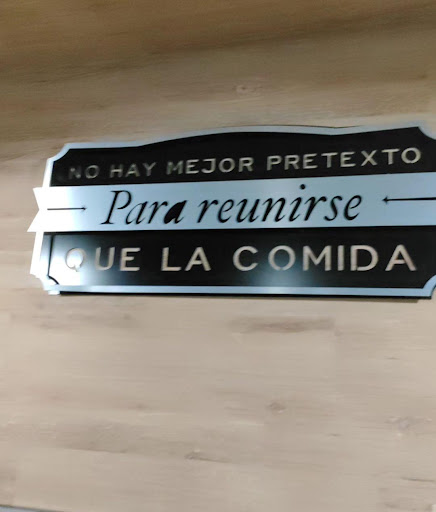 NO HAY MEJOR PRETEXTO
Para reunirse
QUE LA COMIDA